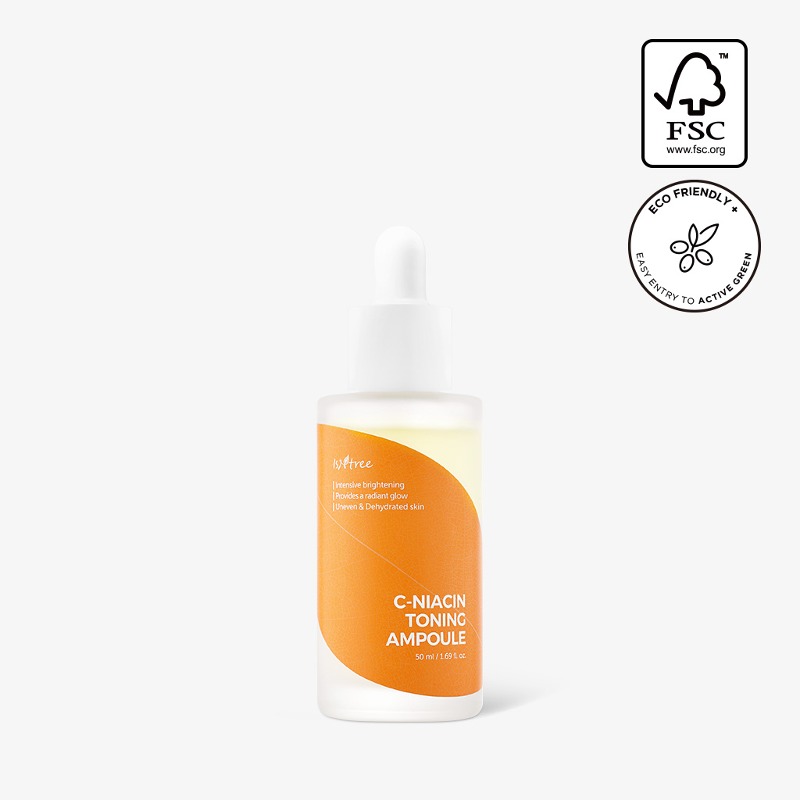 ™
FSC
www.fsc.org
ECO FRIENDLY +
EASY ENTRY TO ACTIVE GREEN
Isntree
Intensive brightening
Provides a radiant glow
Uneven & Dehydrated skin
C-NIACIN
TONING
AMPOULE
50 ml / 1.69 fl. oz.